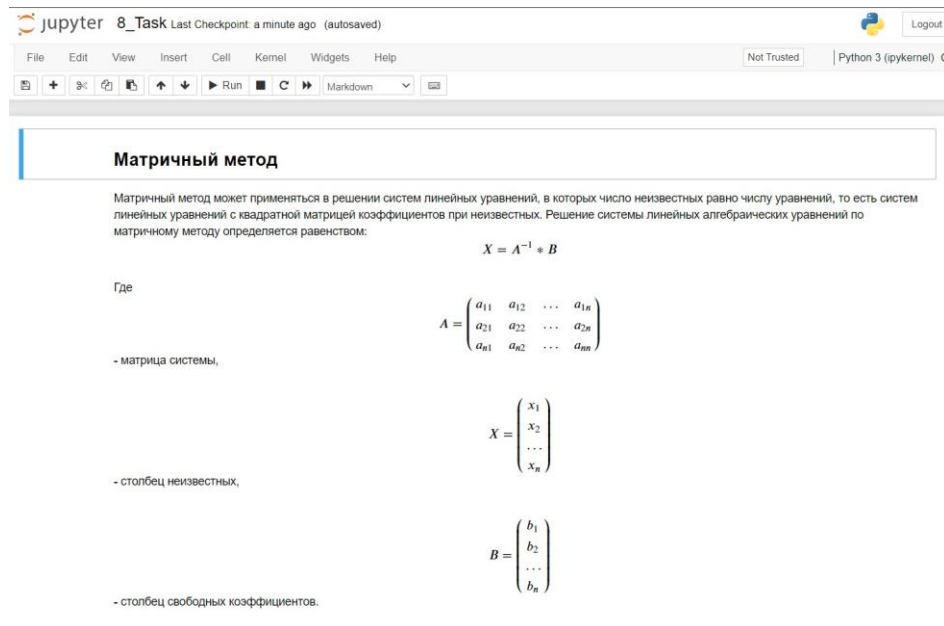 jupyter 8_Task Last Checkpoint: a minute ago (autosaved) Logout
File Edit View Insert Cell Kernel Widgets Help Not Trusted Python 3 (ipykernel)
Run Markdown
Матричный метод
Матричный метод может применяться в решении систем линейных уравнений, в которых число неизвестных равно числу уравнений, то есть систем
линейных уравнений с квадратной матрицей коэффициентов при неизвестных. Решение системы линейных алгебраических уравнений по
матричному методу определяется равенством:
X = A⁻¹ * B
Где
a₁₁ a₁₂ … a₁ₙ
A = a₂₁ a₂₂ … a₂ₙ
aₙ₁ aₙ₂ … aₙₙ
- матрица системы,
x₁
X = x₂
…
xₙ
- столбец неизвестных,
b₁
B = b₂
…
bₙ
- столбец свободных коэффициентов.